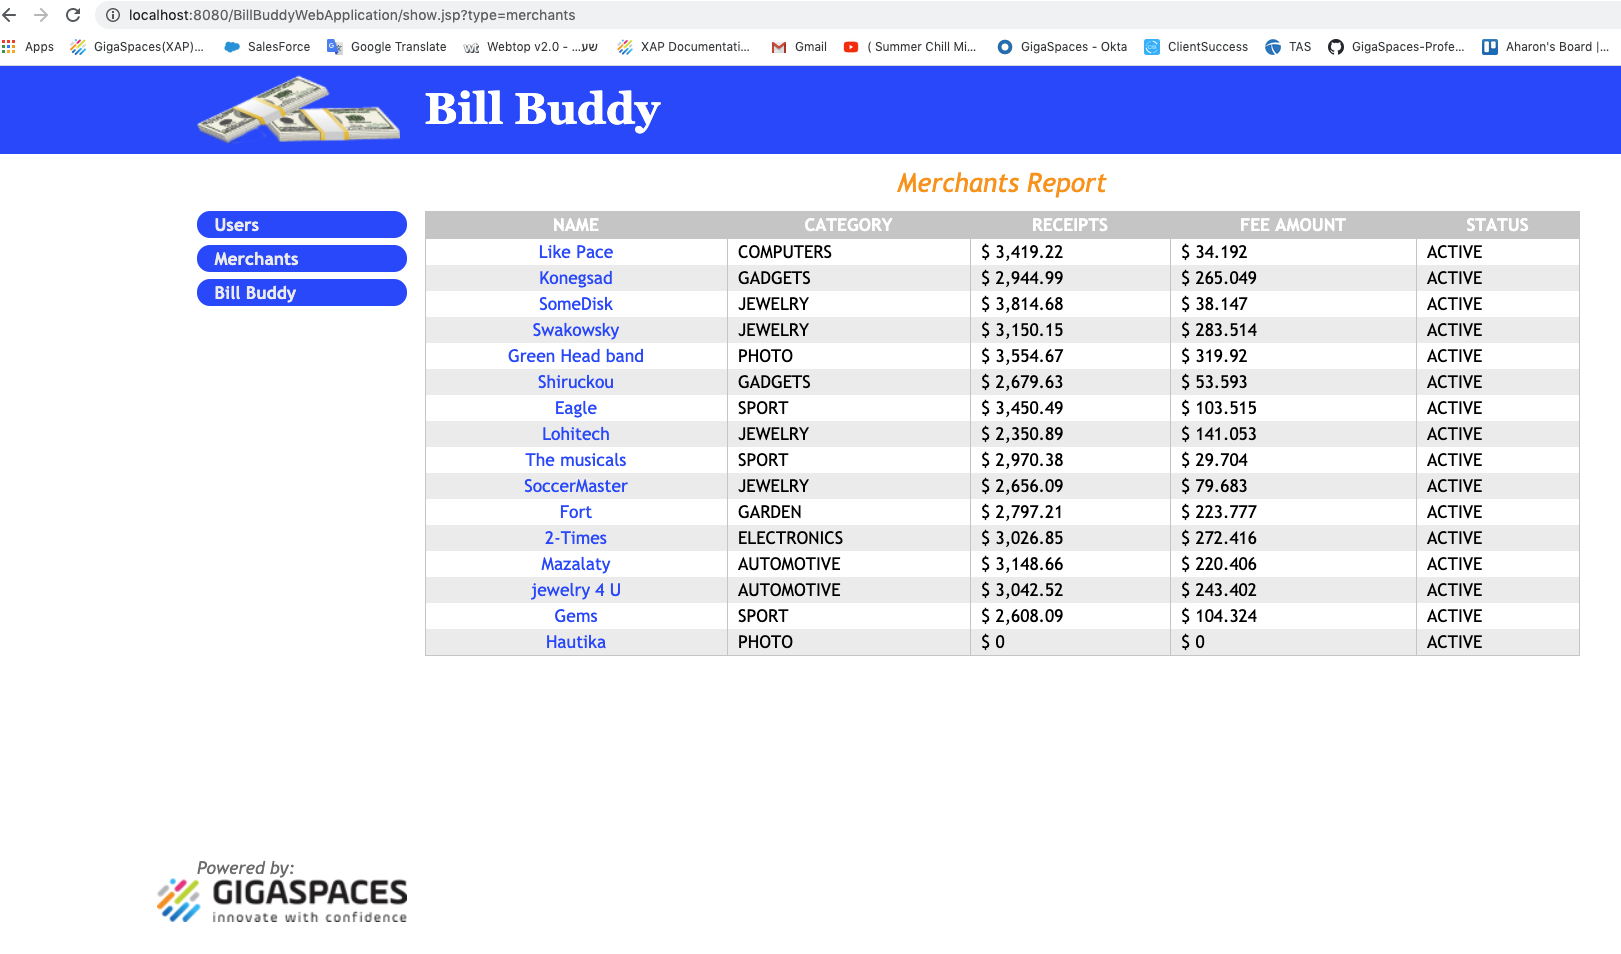 localhost:8080/BillBuddyWebApplication/show.jsp?type=merchants
Apps GigaSpaces(XAP)... SalesForce Google Translate Webtop v2.0 - ...שע XAP Documentati... Gmail ( Summer Chill Mi... GigaSpaces - Okta ClientSuccess TAS GigaSpaces-Profe... Aharon's Board |...
Bill Buddy
Merchants Report
Users
Merchants
Bill Buddy
NAME CATEGORY RECEIPTS FEE AMOUNT STATUS
Like Pace COMPUTERS $ 3,419.22 $ 34.192 ACTIVE
Konegsad GADGETS $ 2,944.99 $ 265.049 ACTIVE
SomeDisk JEWELRY $ 3,814.68 $ 38.147 ACTIVE
Swakowsky JEWELRY $ 3,150.15 $ 283.514 ACTIVE
Green Head band PHOTO $ 3,554.67 $ 319.92 ACTIVE
Shiruckou GADGETS $ 2,679.63 $ 53.593 ACTIVE
Eagle SPORT $ 3,450.49 $ 103.515 ACTIVE
Lohitech JEWELRY $ 2,350.89 $ 141.053 ACTIVE
The musicals SPORT $ 2,970.38 $ 29.704 ACTIVE
SoccerMaster JEWELRY $ 2,656.09 $ 79.683 ACTIVE
Fort GARDEN $ 2,797.21 $ 223.777 ACTIVE
2-Times ELECTRONICS $ 3,026.85 $ 272.416 ACTIVE
Mazalaty AUTOMOTIVE $ 3,148.66 $ 220.406 ACTIVE
jewelry 4 U AUTOMOTIVE $ 3,042.52 $ 243.402 ACTIVE
Gems SPORT $ 2,608.09 $ 104.324 ACTIVE
Hautika PHOTO $ 0 $ 0 ACTIVE
Powered by:
GIGASPACES
innovate with confidence